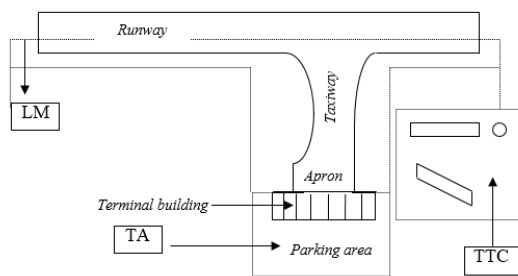 Runway
LM
Taxiway
Apron
Terminal building
TA
Parking area
TTC